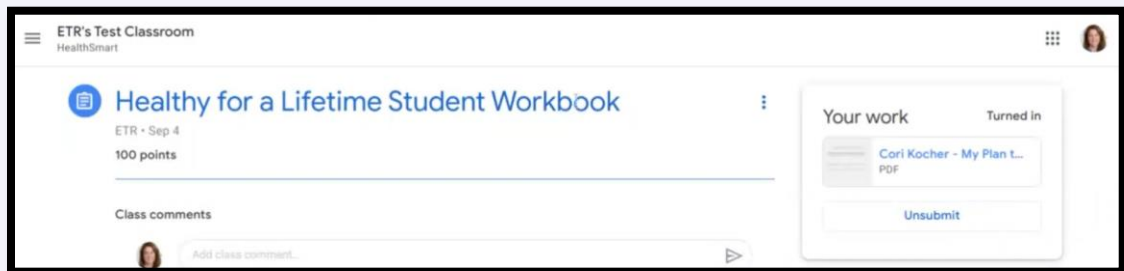 ETR's Test Classroom
HealthSmart
Healthy for a Lifetime Student Workbook
ETR • Sep 4
100 points
Class comments
Add class comment...
Your work
Turned in
Cori Kocher - My Plan t...
PDF
Unsubmit